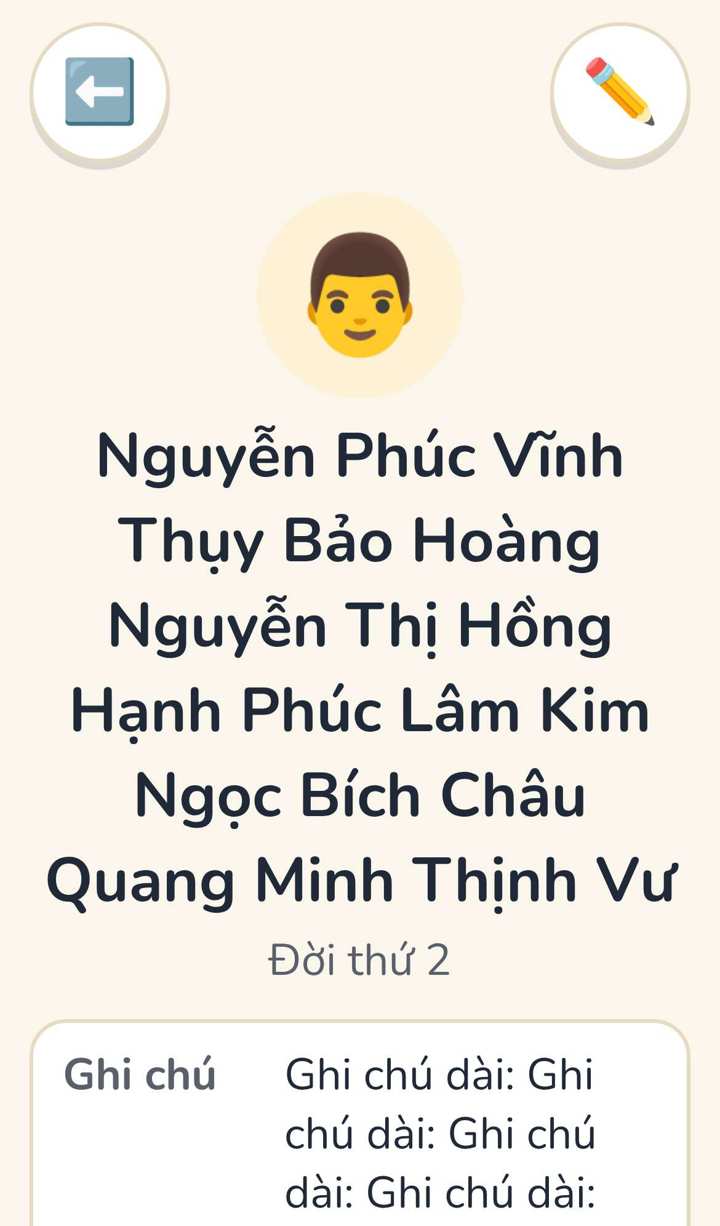 Nguyễn Phúc Vĩnh
Thụy Bảo Hoàng
Nguyễn Thị Hồng
Hạnh Phúc Lâm Kim
Ngọc Bích Châu
Quang Minh Thịnh Vư
Đời thứ 2
Ghi chú
Ghi chú dài: Ghi
chú dài: Ghi chú
dài: Ghi chú dài: